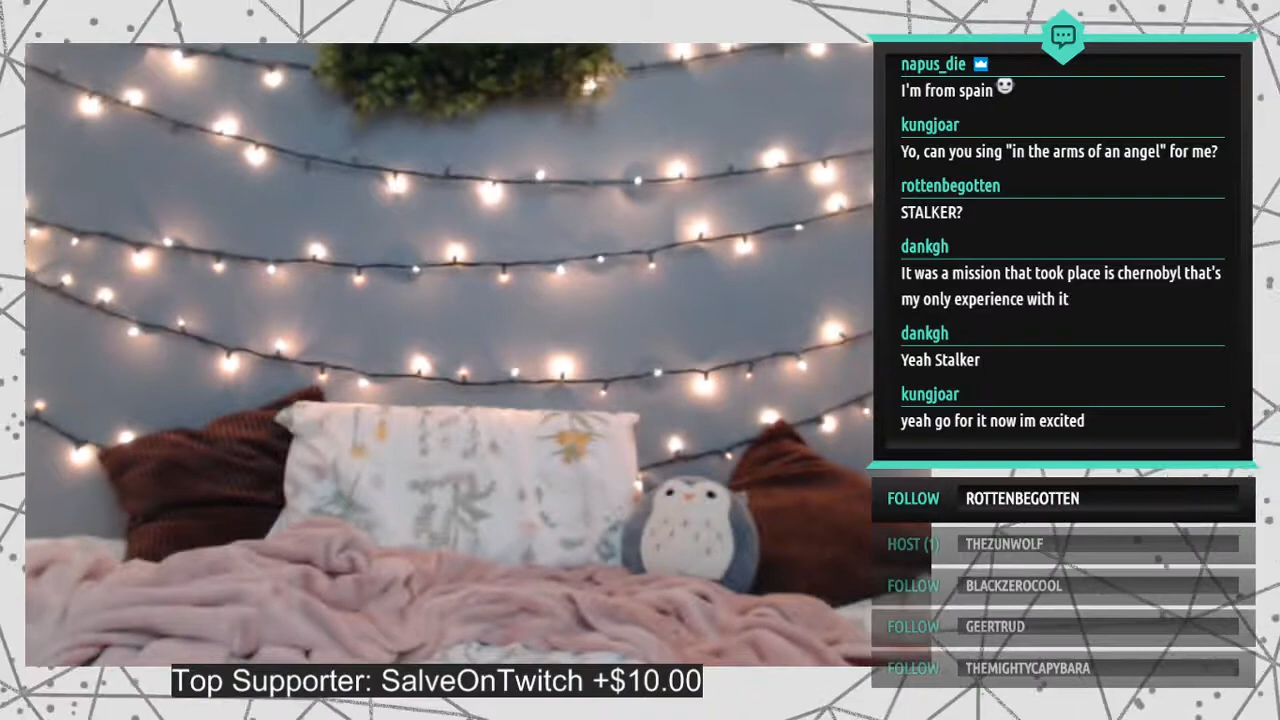 napus_die
I'm from spain
kungjoar
Yo, can you sing "in the arms of an angel" for me?
rottenbegotten
STALKER?
dankgh
It was a mission that took place is chernobyl that's
my only experience with it
dankgh
Yeah Stalker
kungjoar
yeah go for it now im excited
FOLLOW ROTTENBEGOTTEN
HOST (1) THEZUNWOLF
FOLLOW BLACKZEROCOOL
FOLLOW GEERTRUD
FOLLOW THEMIGHTYCAPYBARA
Top Supporter: SalveOnTwitch +$10.00